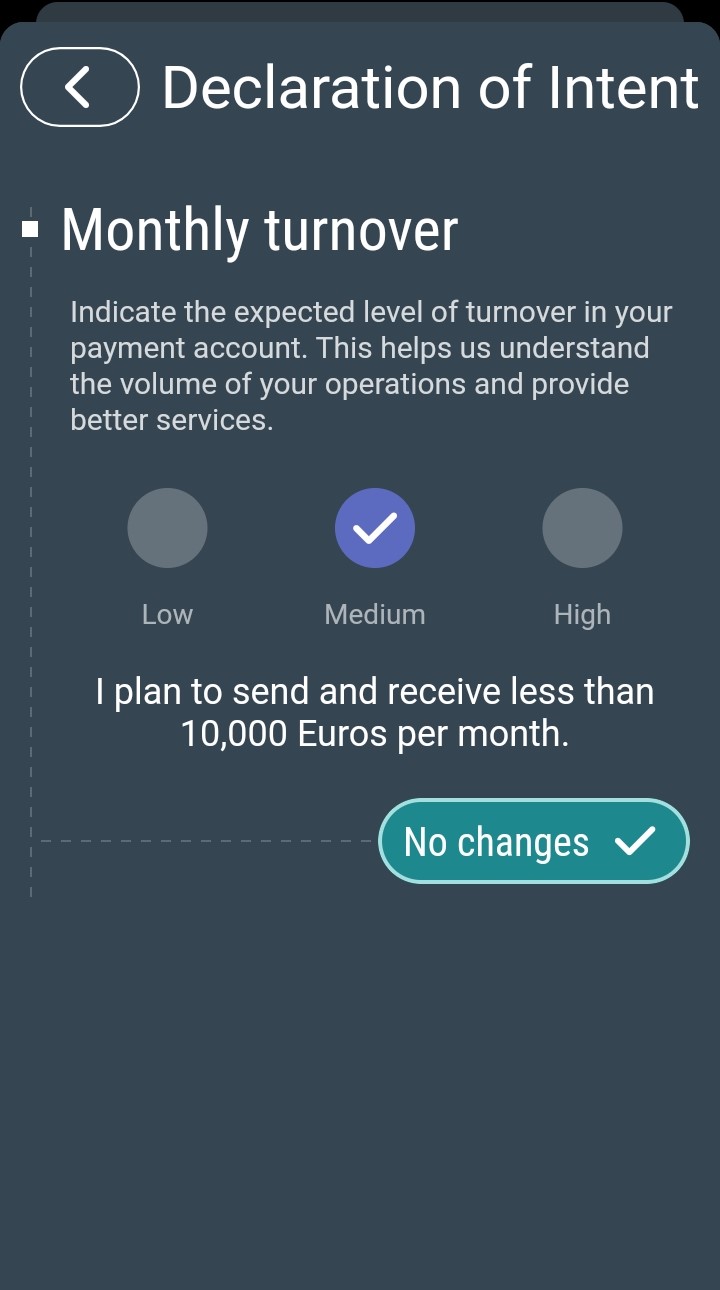 Declaration of Intent
Monthly turnover
Indicate the expected level of turnover in your
payment account. This helps us understand
the volume of your operations and provide
better services.
Low
Medium
High
I plan to send and receive less than
10,000 Euros per month.
No changes